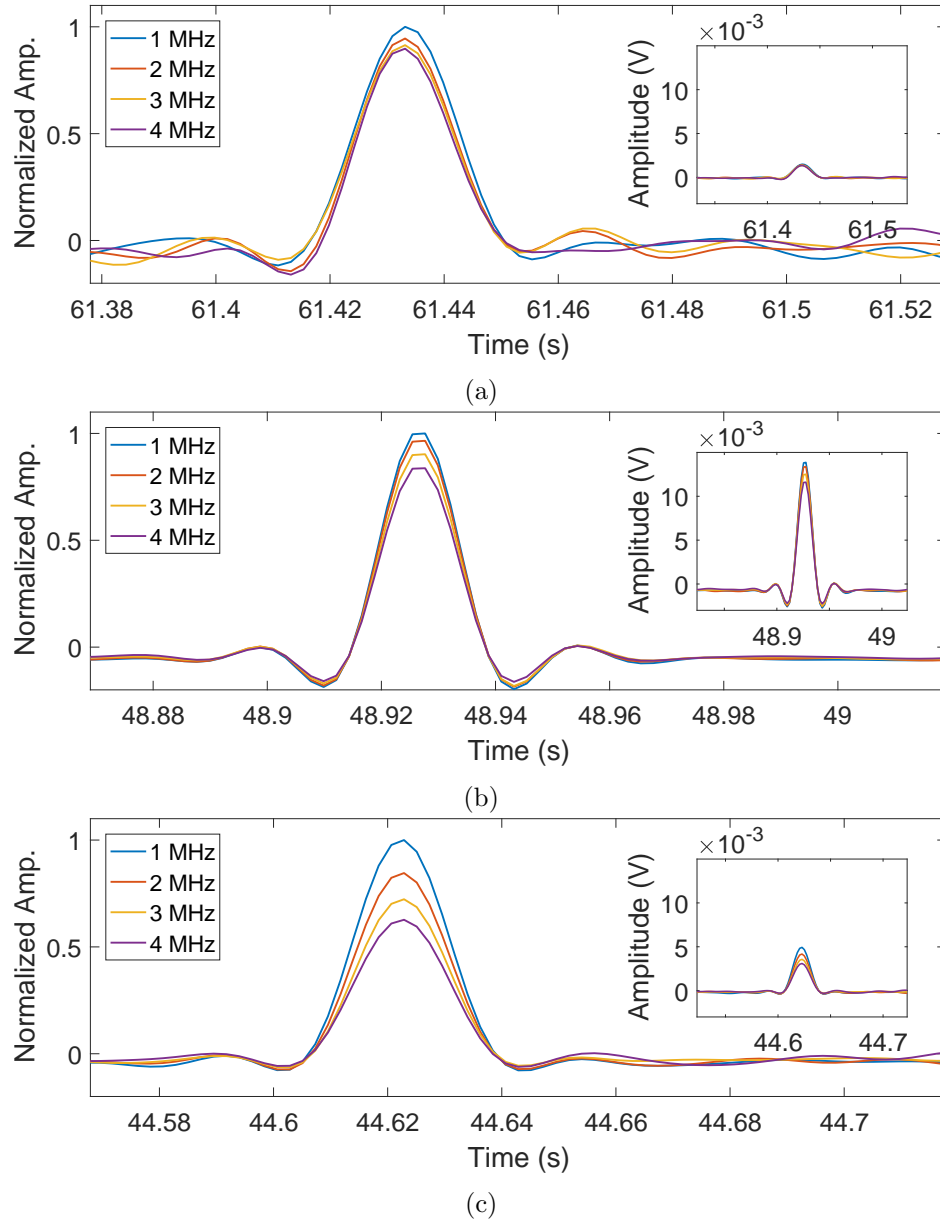 1 MHz
2 MHz
3 MHz
4 MHz
Normalized Amp.
1
0.5
0
61.38 61.4 61.42 61.44 61.46 61.48 61.5 61.52
Time (s)
×10⁻³
Amplitude (V)
10
5
0
61.4 61.5
(a)
1 MHz
2 MHz
3 MHz
4 MHz
Normalized Amp.
1
0.5
0
48.88 48.9 48.92 48.94 48.96 48.98 49
Time (s)
×10⁻³
Amplitude (V)
10
5
0
48.9 49
(b)
1 MHz
2 MHz
3 MHz
4 MHz
Normalized Amp.
1
0.5
0
44.58 44.6 44.62 44.64 44.66 44.68 44.7
Time (s)
×10⁻³
Amplitude (V)
10
5
0
44.6 44.7
(c)